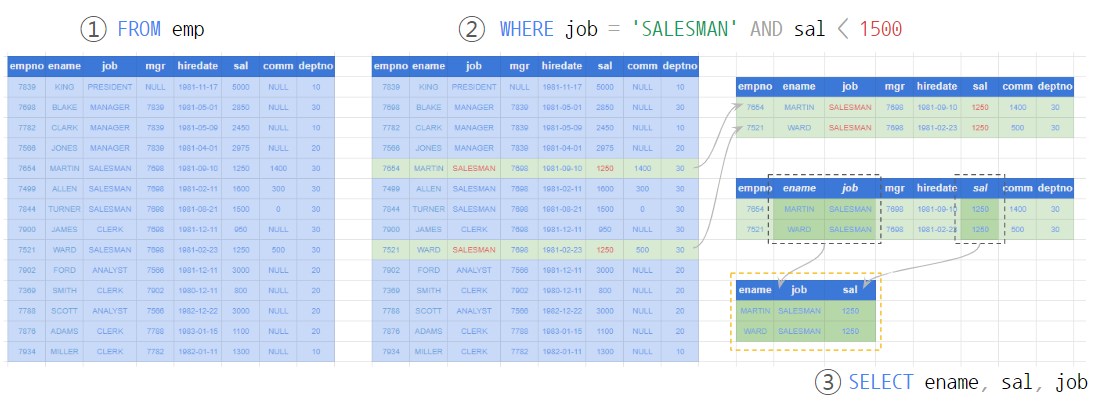 ① FROM emp
② WHERE job = 'SALESMAN' AND sal < 1500
empno ename job mgr hiredate sal comm deptno
7839 KING PRESIDENT NULL 1981-11-17 5000 NULL 10
7698 BLAKE MANAGER 7839 1981-05-01 2850 NULL 30
7782 CLARK MANAGER 7839 1981-05-09 2450 NULL 10
7566 JONES MANAGER 7839 1981-04-01 2975 NULL 20
7654 MARTIN SALESMAN 7698 1981-09-10 1250 1400 30
7499 ALLEN SALESMAN 7698 1981-02-11 1600 300 30
7844 TURNER SALESMAN 7698 1981-08-21 1500 0 30
7900 JAMES CLERK 7698 1981-12-11 950 NULL 30
7521 WARD SALESMAN 7698 1981-02-23 1250 500 30
7902 FORD ANALYST 7566 1981-12-11 3000 NULL 20
7369 SMITH CLERK 7902 1980-12-11 800 NULL 20
7788 SCOTT ANALYST 7566 1982-12-22 3000 NULL 20
7876 ADAMS CLERK 7788 1983-01-15 1100 NULL 20
7934 MILLER CLERK 7782 1982-01-11 1300 NULL 10
empno ename job mgr hiredate sal comm deptno
7839 KING PRESIDENT NULL 1981-11-17 5000 NULL 10
7698 BLAKE MANAGER 7839 1981-05-01 2850 NULL 30
7782 CLARK MANAGER 7839 1981-05-09 2450 NULL 10
7566 JONES MANAGER 7839 1981-04-01 2975 NULL 20
7654 MARTIN SALESMAN 7698 1981-09-10 1250 1400 30
7499 ALLEN SALESMAN 7698 1981-02-11 1600 300 30
7844 TURNER SALESMAN 7698 1981-08-21 1500 0 30
7900 JAMES CLERK 7698 1981-12-11 950 NULL 30
7521 WARD SALESMAN 7698 1981-02-23 1250 500 30
7902 FORD ANALYST 7566 1981-12-11 3000 NULL 20
7369 SMITH CLERK 7902 1980-12-11 800 NULL 20
7788 SCOTT ANALYST 7566 1982-12-22 3000 NULL 20
7876 ADAMS CLERK 7788 1983-01-15 1100 NULL 20
7934 MILLER CLERK 7782 1982-01-11 1300 NULL 10
empno ename job mgr hiredate sal comm deptno
7654 MARTIN SALESMAN 7698 1981-09-10 1250 1400 30
7521 WARD SALESMAN 7698 1981-02-23 1250 500 30
empno ename job mgr hiredate sal comm deptno
7654 MARTIN SALESMAN 7698 1981-09-10 1250 1400 30
7521 WARD SALESMAN 7698 1981-02-23 1250 500 30
ename job sal
MARTIN SALESMAN 1250
WARD SALESMAN 1250
③ SELECT ename, sal, job